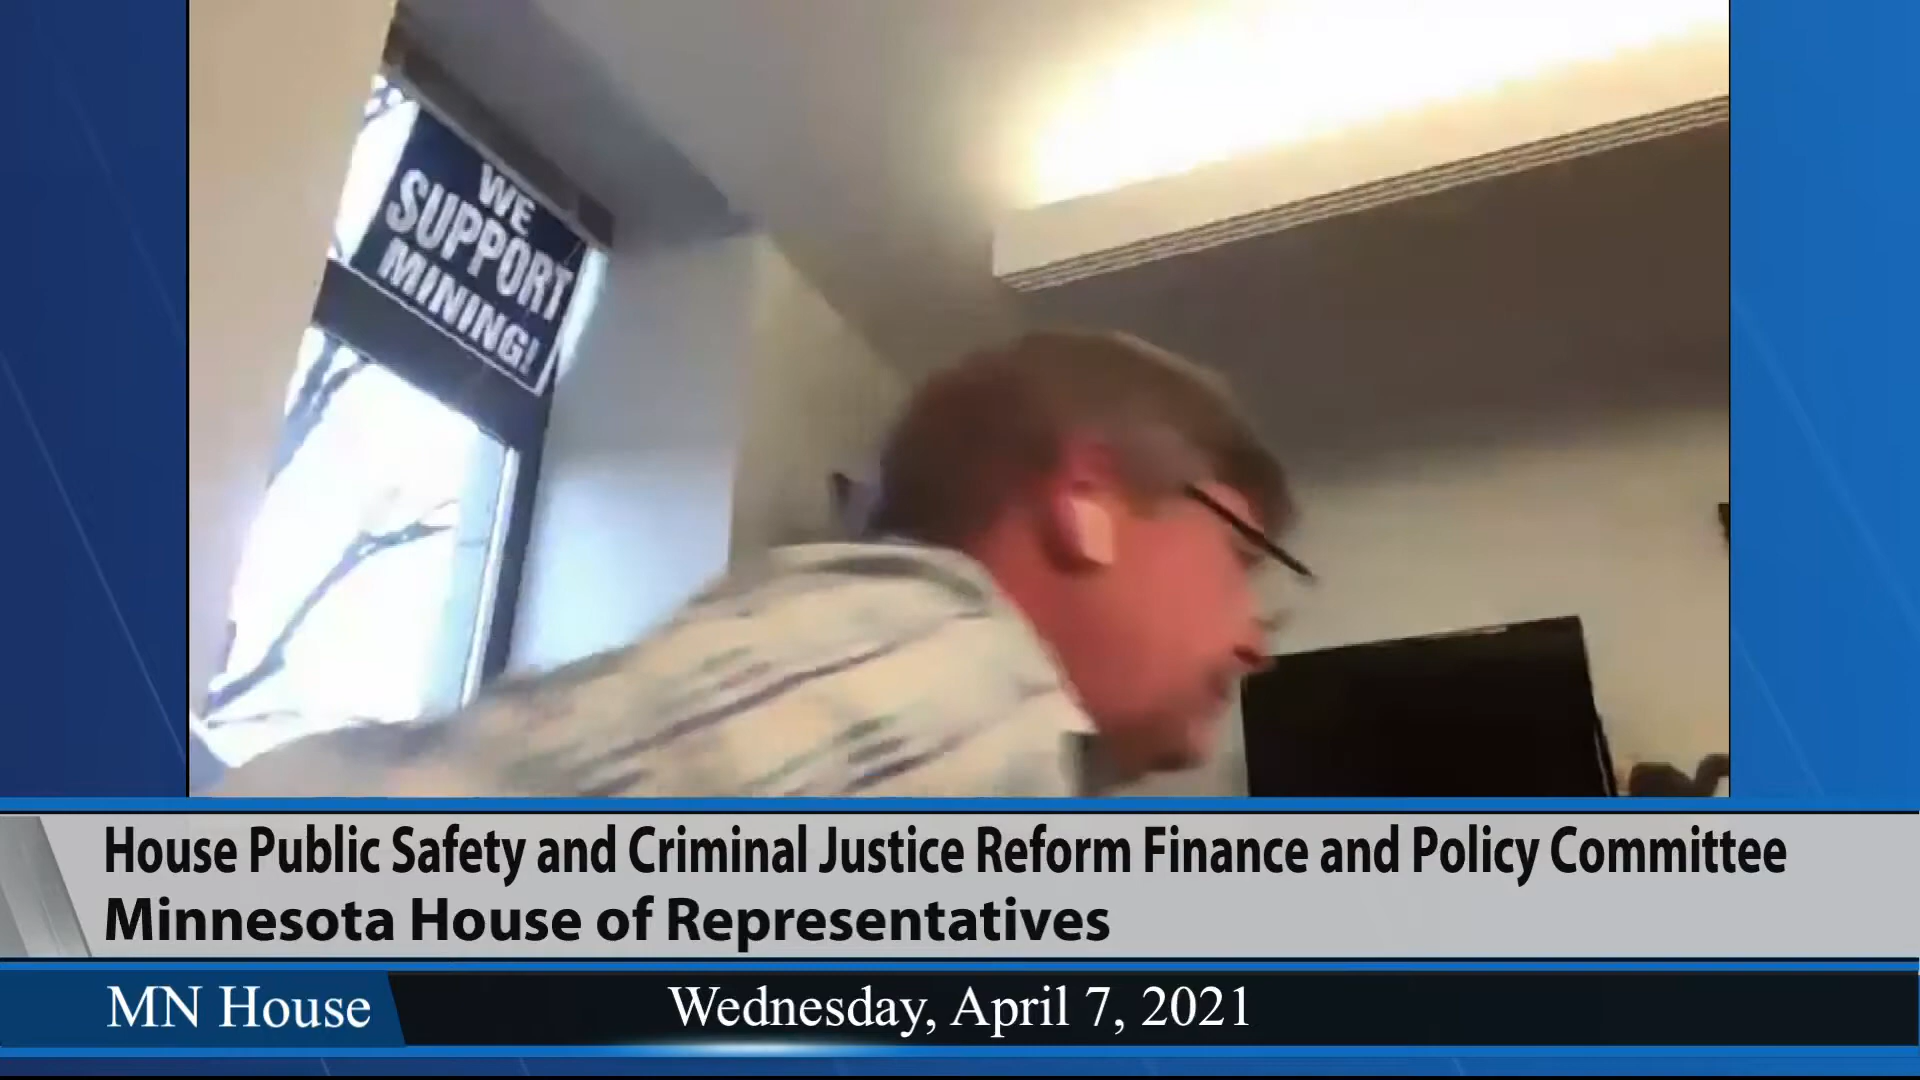 WE
SUPPORT
MINING!
House Public Safety and Criminal Justice Reform Finance and Policy Committee
Minnesota House of Representatives
MN House
Wednesday, April 7, 2021